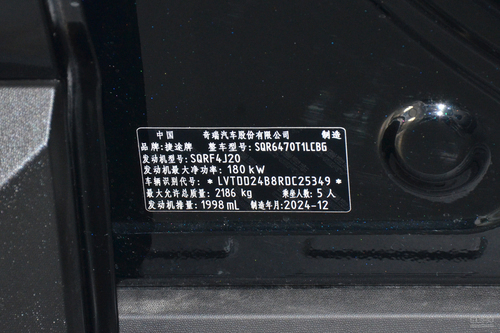 中国 奇瑞汽车股份有限公司 制造
品牌:捷途牌 整车型号:SQR6470T1LCBG
发动机型号:SQRF4J20
发动机最大净功率:180 kW
车辆识别代号:* LVTDD24B8RDC25349 *
最大允许总质量:2186 kg 乘坐人数:5 人
发动机排量:1998 mL 制造年月:2024-12